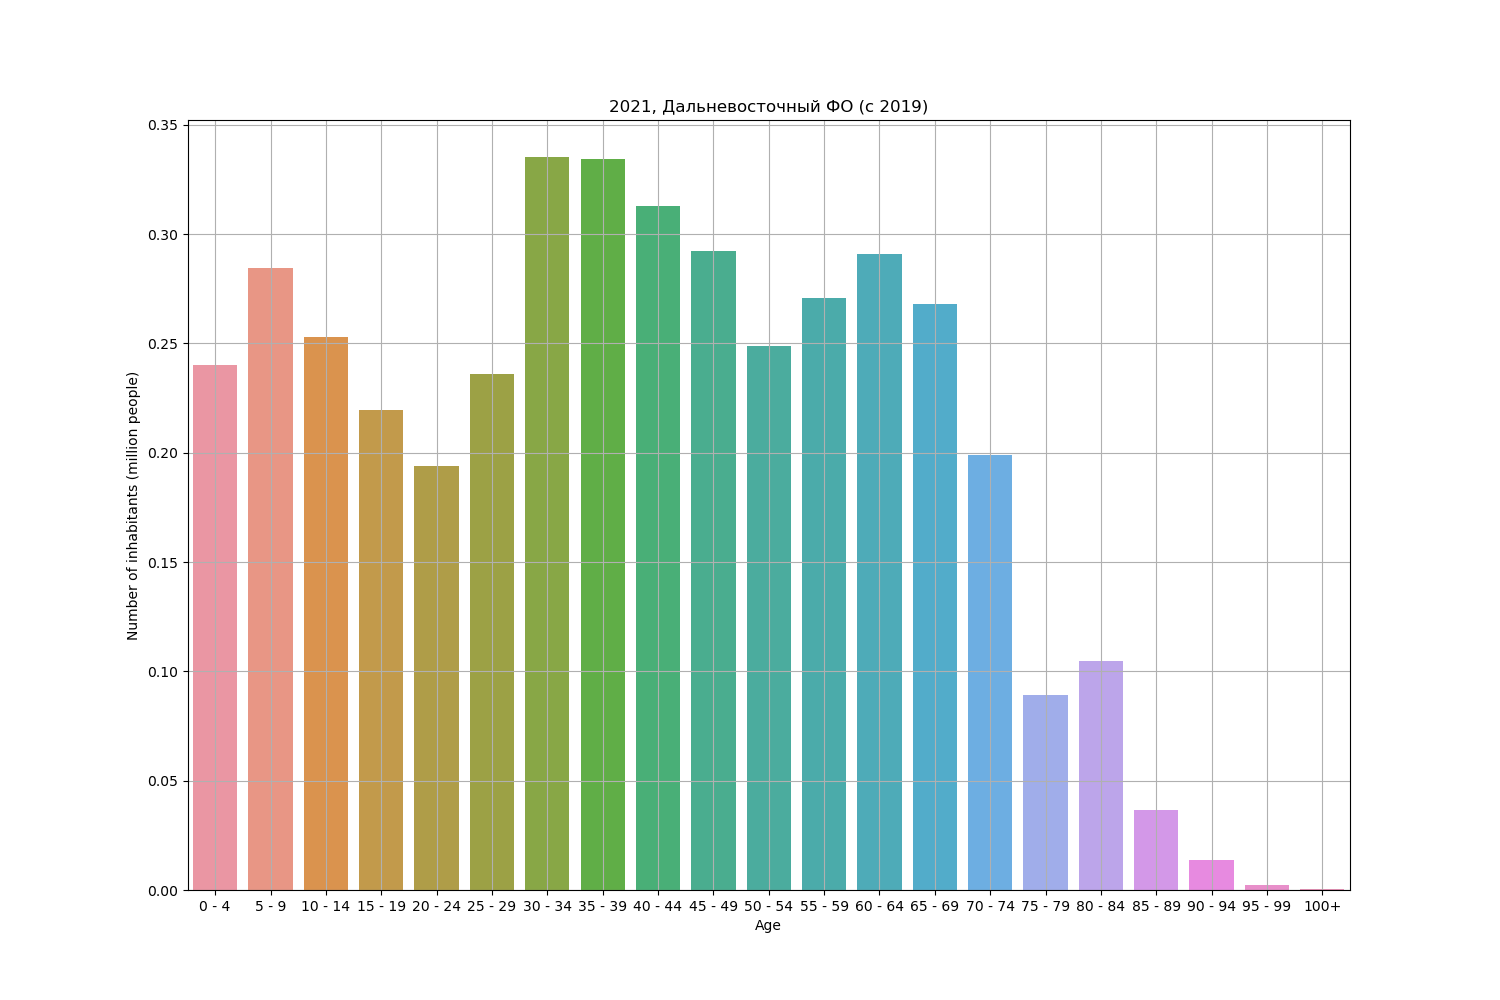 2021, Дальневосточный ФО (с 2019)
0.35
0.30
0.25
0.20
0.15
0.10
0.05
0.00
Number of inhabitants (million people)
0 - 4 5 - 9 10 - 14 15 - 19 20 - 24 25 - 29 30 - 34 35 - 39 40 - 44 45 - 49 50 - 54 55 - 59 60 - 64 65 - 69 70 - 74 75 - 79 80 - 84 85 - 89 90 - 94 95 - 99 100+
Age